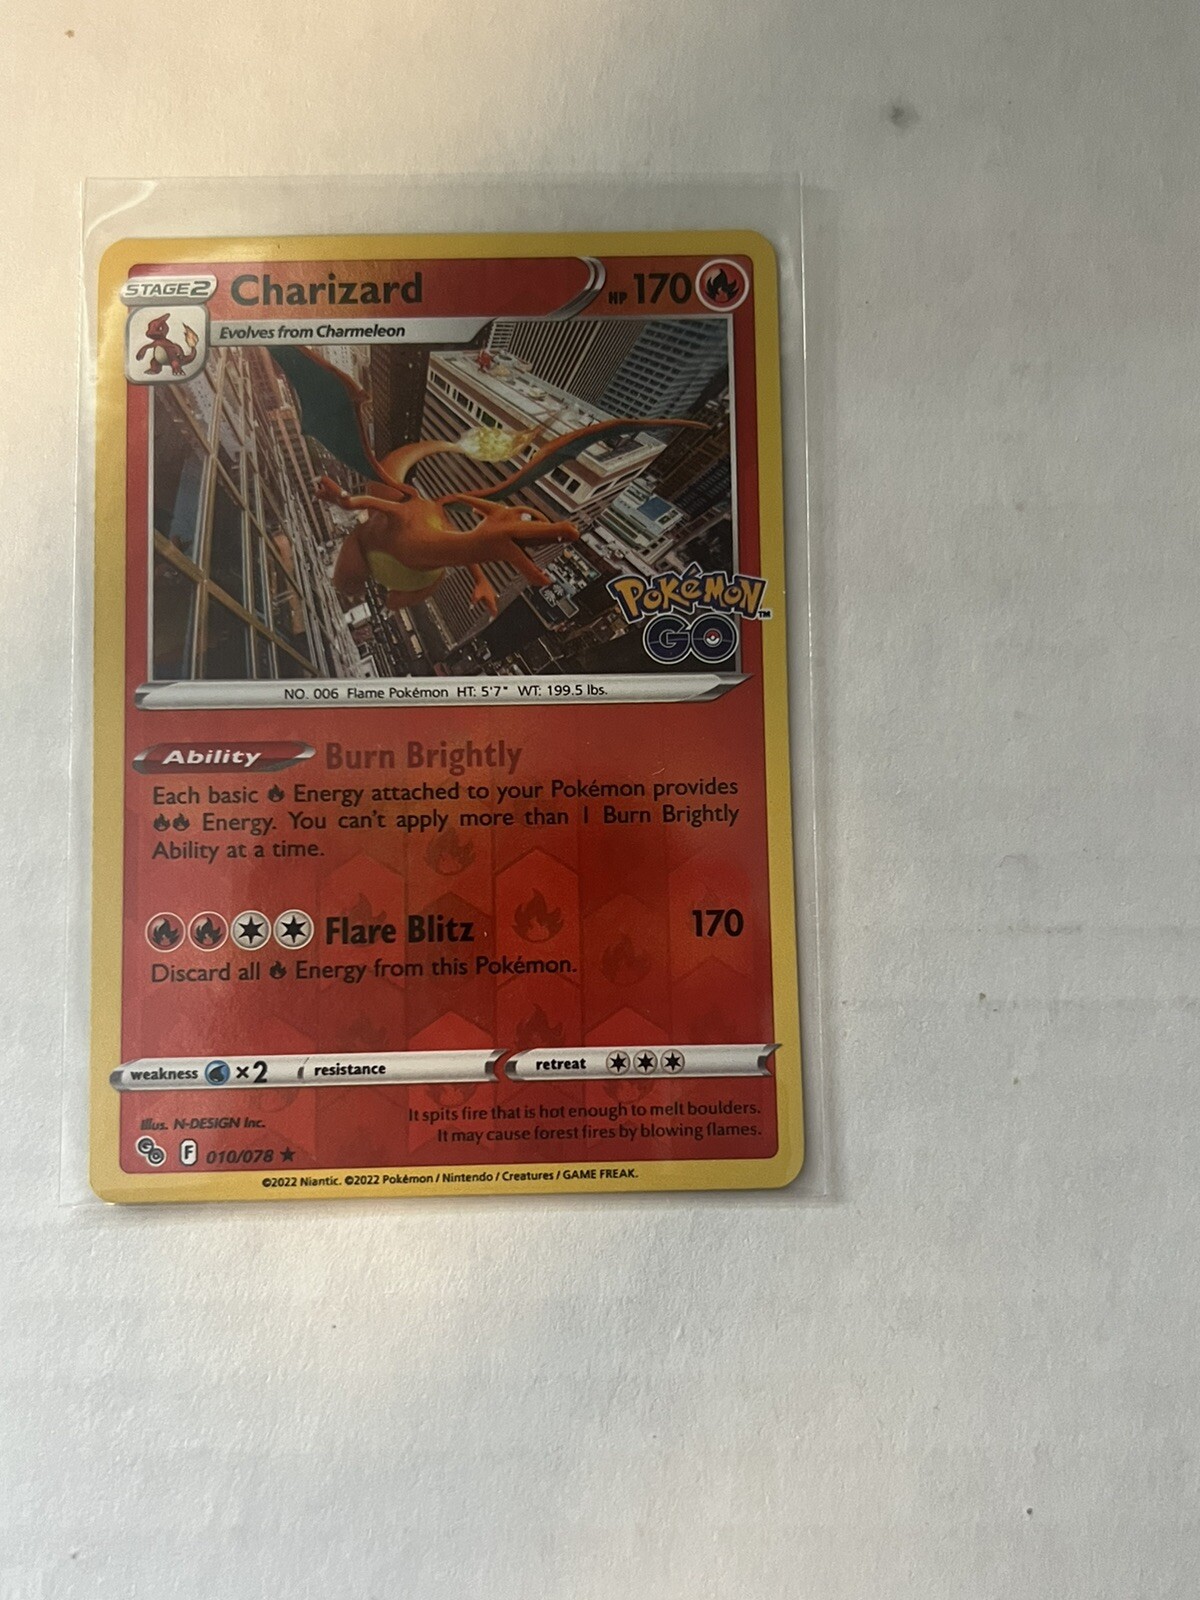 STAGE2 Charizard HP 170
Evolves from Charmeleon
POKéMON™
GO
NO. 006 Flame Pokémon HT: 5'7" WT: 199.5 lbs.
Ability Burn Brightly
Each basic Energy attached to your Pokémon provides
Energy. You can't apply more than 1 Burn Brightly
Ability at a time.
Flare Blitz 170
Discard all Energy from this Pokémon.
weakness ×2 resistance retreat
Illus. N-DESIGN Inc.
It spits fire that is hot enough to melt boulders.
It may cause forest fires by blowing flames.
GO F 010/078 ★
©2022 Niantic. ©2022 Pokémon / Nintendo / Creatures / GAME FREAK.